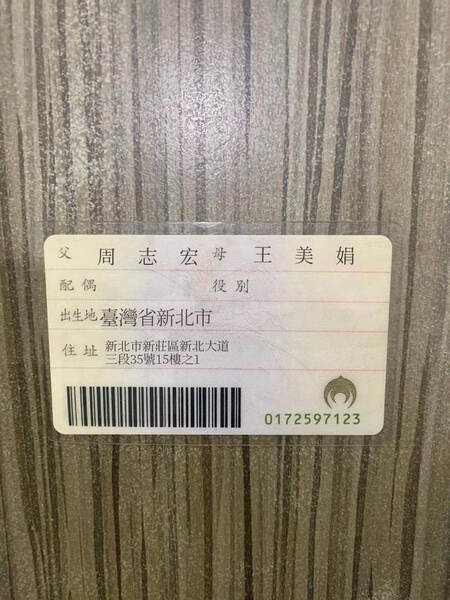 父 周志宏 母 王美娟
配偶 役別
出生地 臺灣省新北市
住址 新北市新莊區新北大道
三段35號15樓之1
0172597123